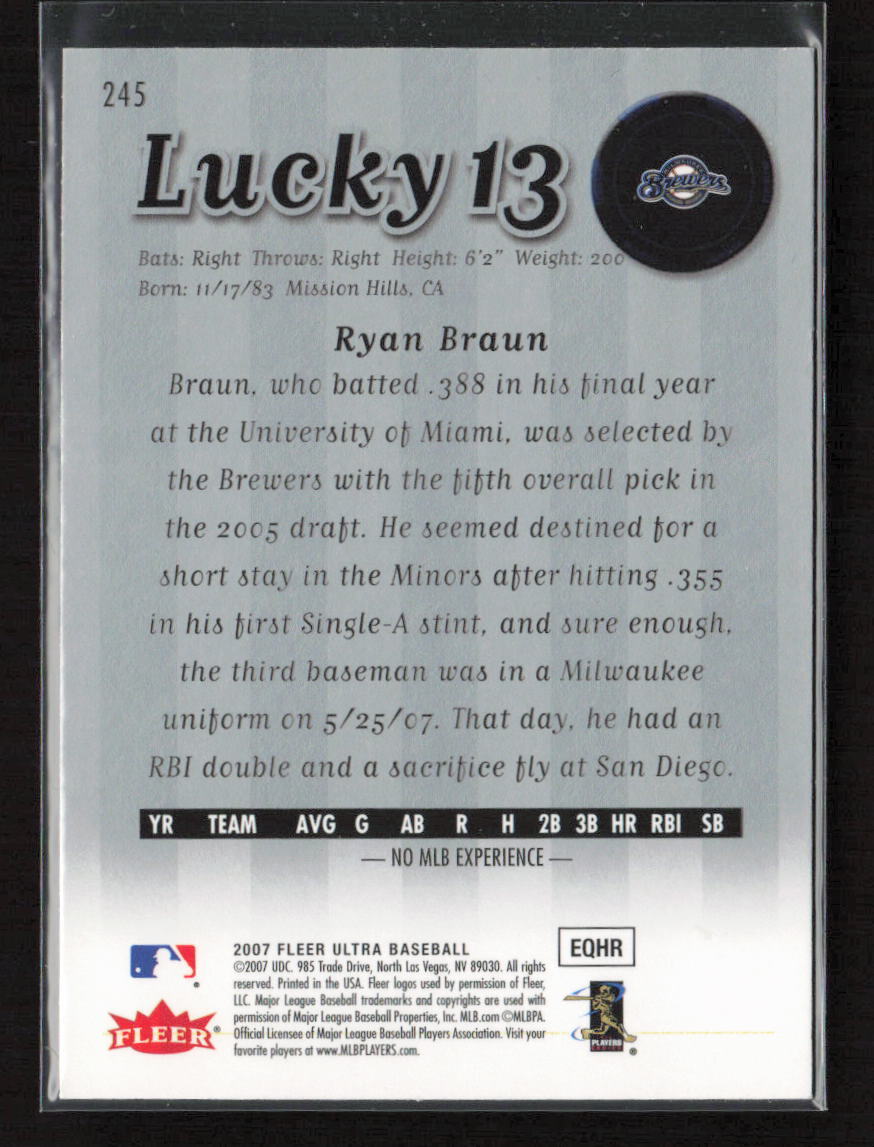 245
Lucky 13
Brewers
Bats: Right Throws: Right Height: 6'2" Weight: 200
Born: 11/17/83 Mission Hills, CA
Ryan Braun
Braun, who batted .388 in his final year
at the University of Miami, was selected by
the Brewers with the fifth overall pick in
the 2005 draft. He seemed destined for a
short stay in the Minors after hitting .355
in his first Single-A stint, and sure enough,
the third baseman was in a Milwaukee
uniform on 5/25/07. That day, he had an
RBI double and a sacrifice fly at San Diego.
YR TEAM AVG G AB R H 2B 3B HR RBI SB
— NO MLB EXPERIENCE —
2007 FLEER ULTRA BASEBALL
©2007 UDC. 985 Trade Drive, North Las Vegas, NV 89030. All rights
reserved. Printed in the USA. Fleer logos used by permission of Fleer,
LLC. Major League Baseball trademarks and copyrights are used with
permission of Major League Baseball Properties, Inc. MLB.com ©MLBPA.
Official Licensee of Major League Baseball Players Association. Visit your
favorite players at www.MLBPLAYERS.com.
EQHR
FLEER®
PLAYERS